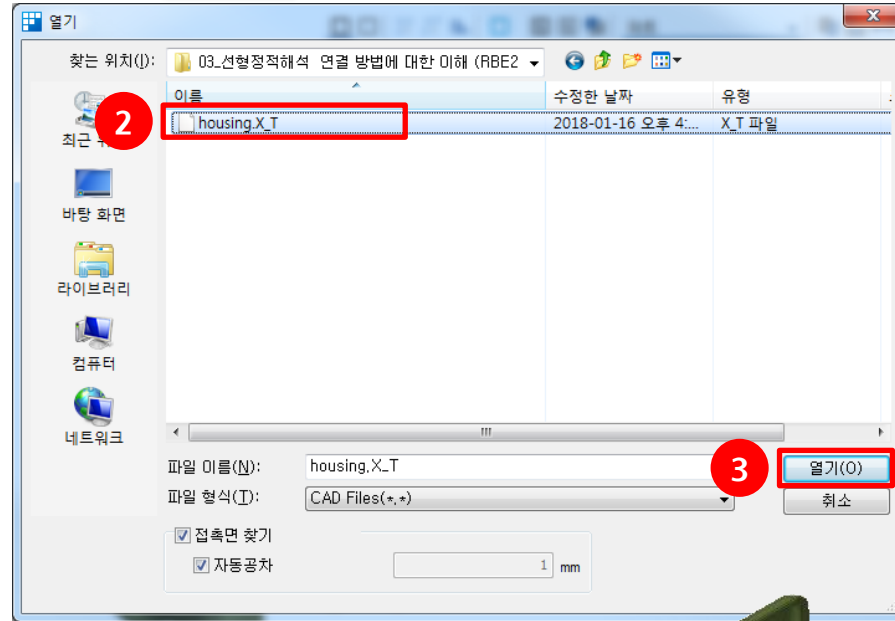 열기
찾는 위치(I): 03_선형정적해석 연결 방법에 대한 이해 (RBE2
이름 수정한 날짜 유형
2 housing.X_T 2018-01-16 오후 4:... X_T 파일
최근
바탕 화면
라이브러리
컴퓨터
네트워크
파일 이름(N): housing.X_T 3 열기(O)
파일 형식(T): CAD Files(*.*) 취소
접촉면 찾기
자동공차 1 mm